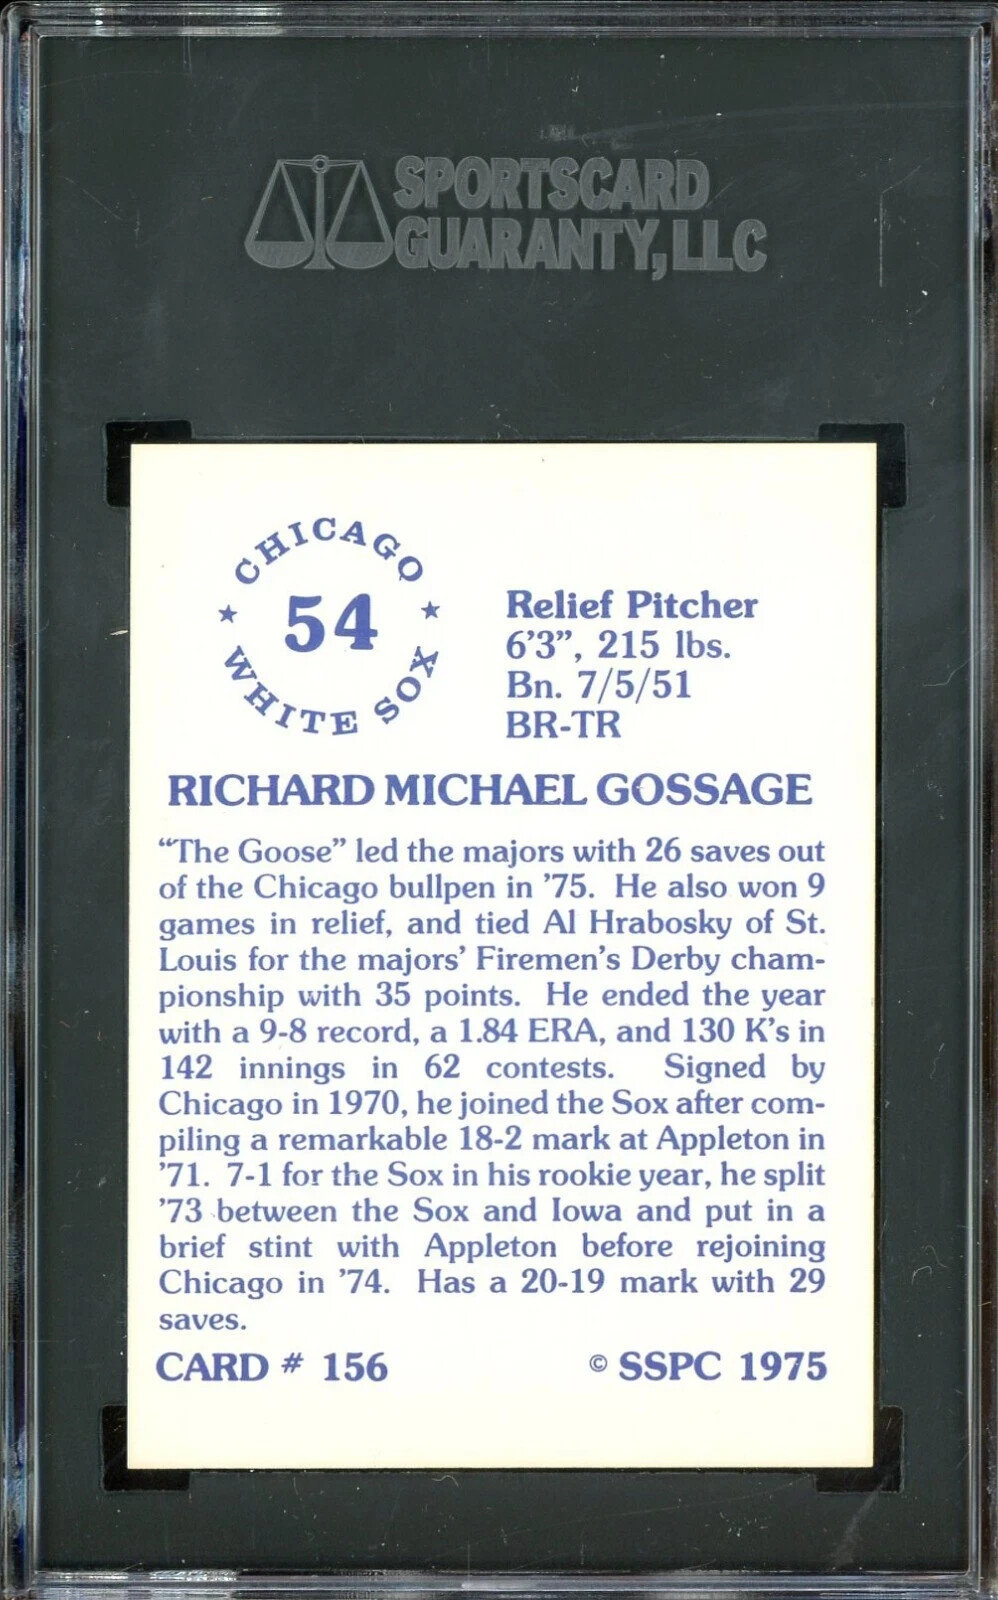 SPORTSCARD
GUARANTY, LLC
CHICAGO
54
WHITE SOX
Relief Pitcher
6'3", 215 lbs.
Bn. 7/5/51
BR-TR
RICHARD MICHAEL GOSSAGE
“The Goose” led the majors with 26 saves out
of the Chicago bullpen in '75. He also won 9
games in relief, and tied Al Hrabosky of St.
Louis for the majors' Firemen's Derby cham-
pionship with 35 points. He ended the year
with a 9-8 record, a 1.84 ERA, and 130 K's in
142 innings in 62 contests. Signed by
Chicago in 1970, he joined the Sox after com-
piling a remarkable 18-2 mark at Appleton in
'71. 7-1 for the Sox in his rookie year, he split
'73 between the Sox and Iowa and put in a
brief stint with Appleton before rejoining
Chicago in '74. Has a 20-19 mark with 29
saves.
CARD # 156 © SSPC 1975